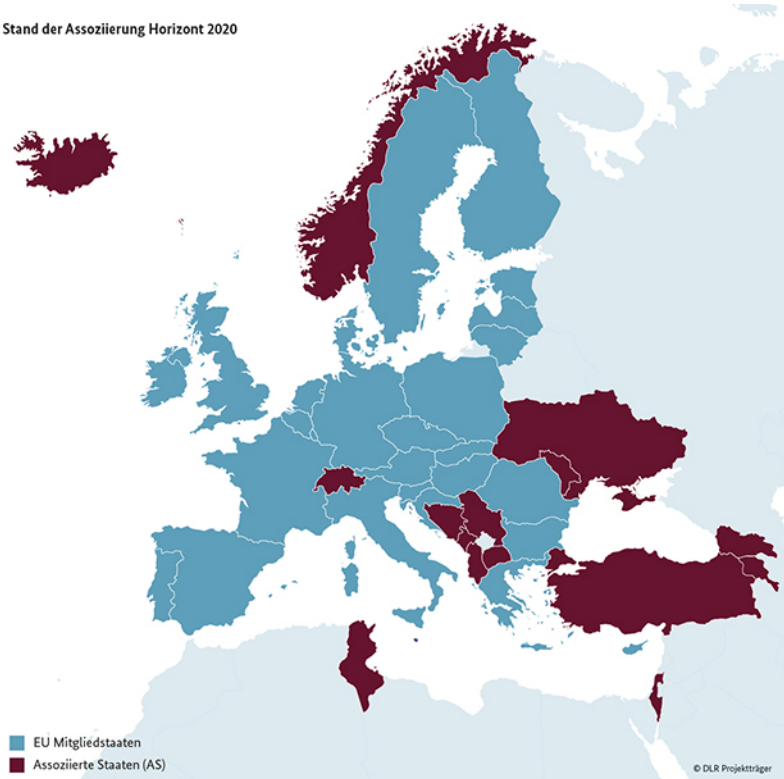 Stand der Assoziierung Horizont 2020
EU Mitgliedstaaten
Assoziierte Staaten (AS)
© DLR Projektträger